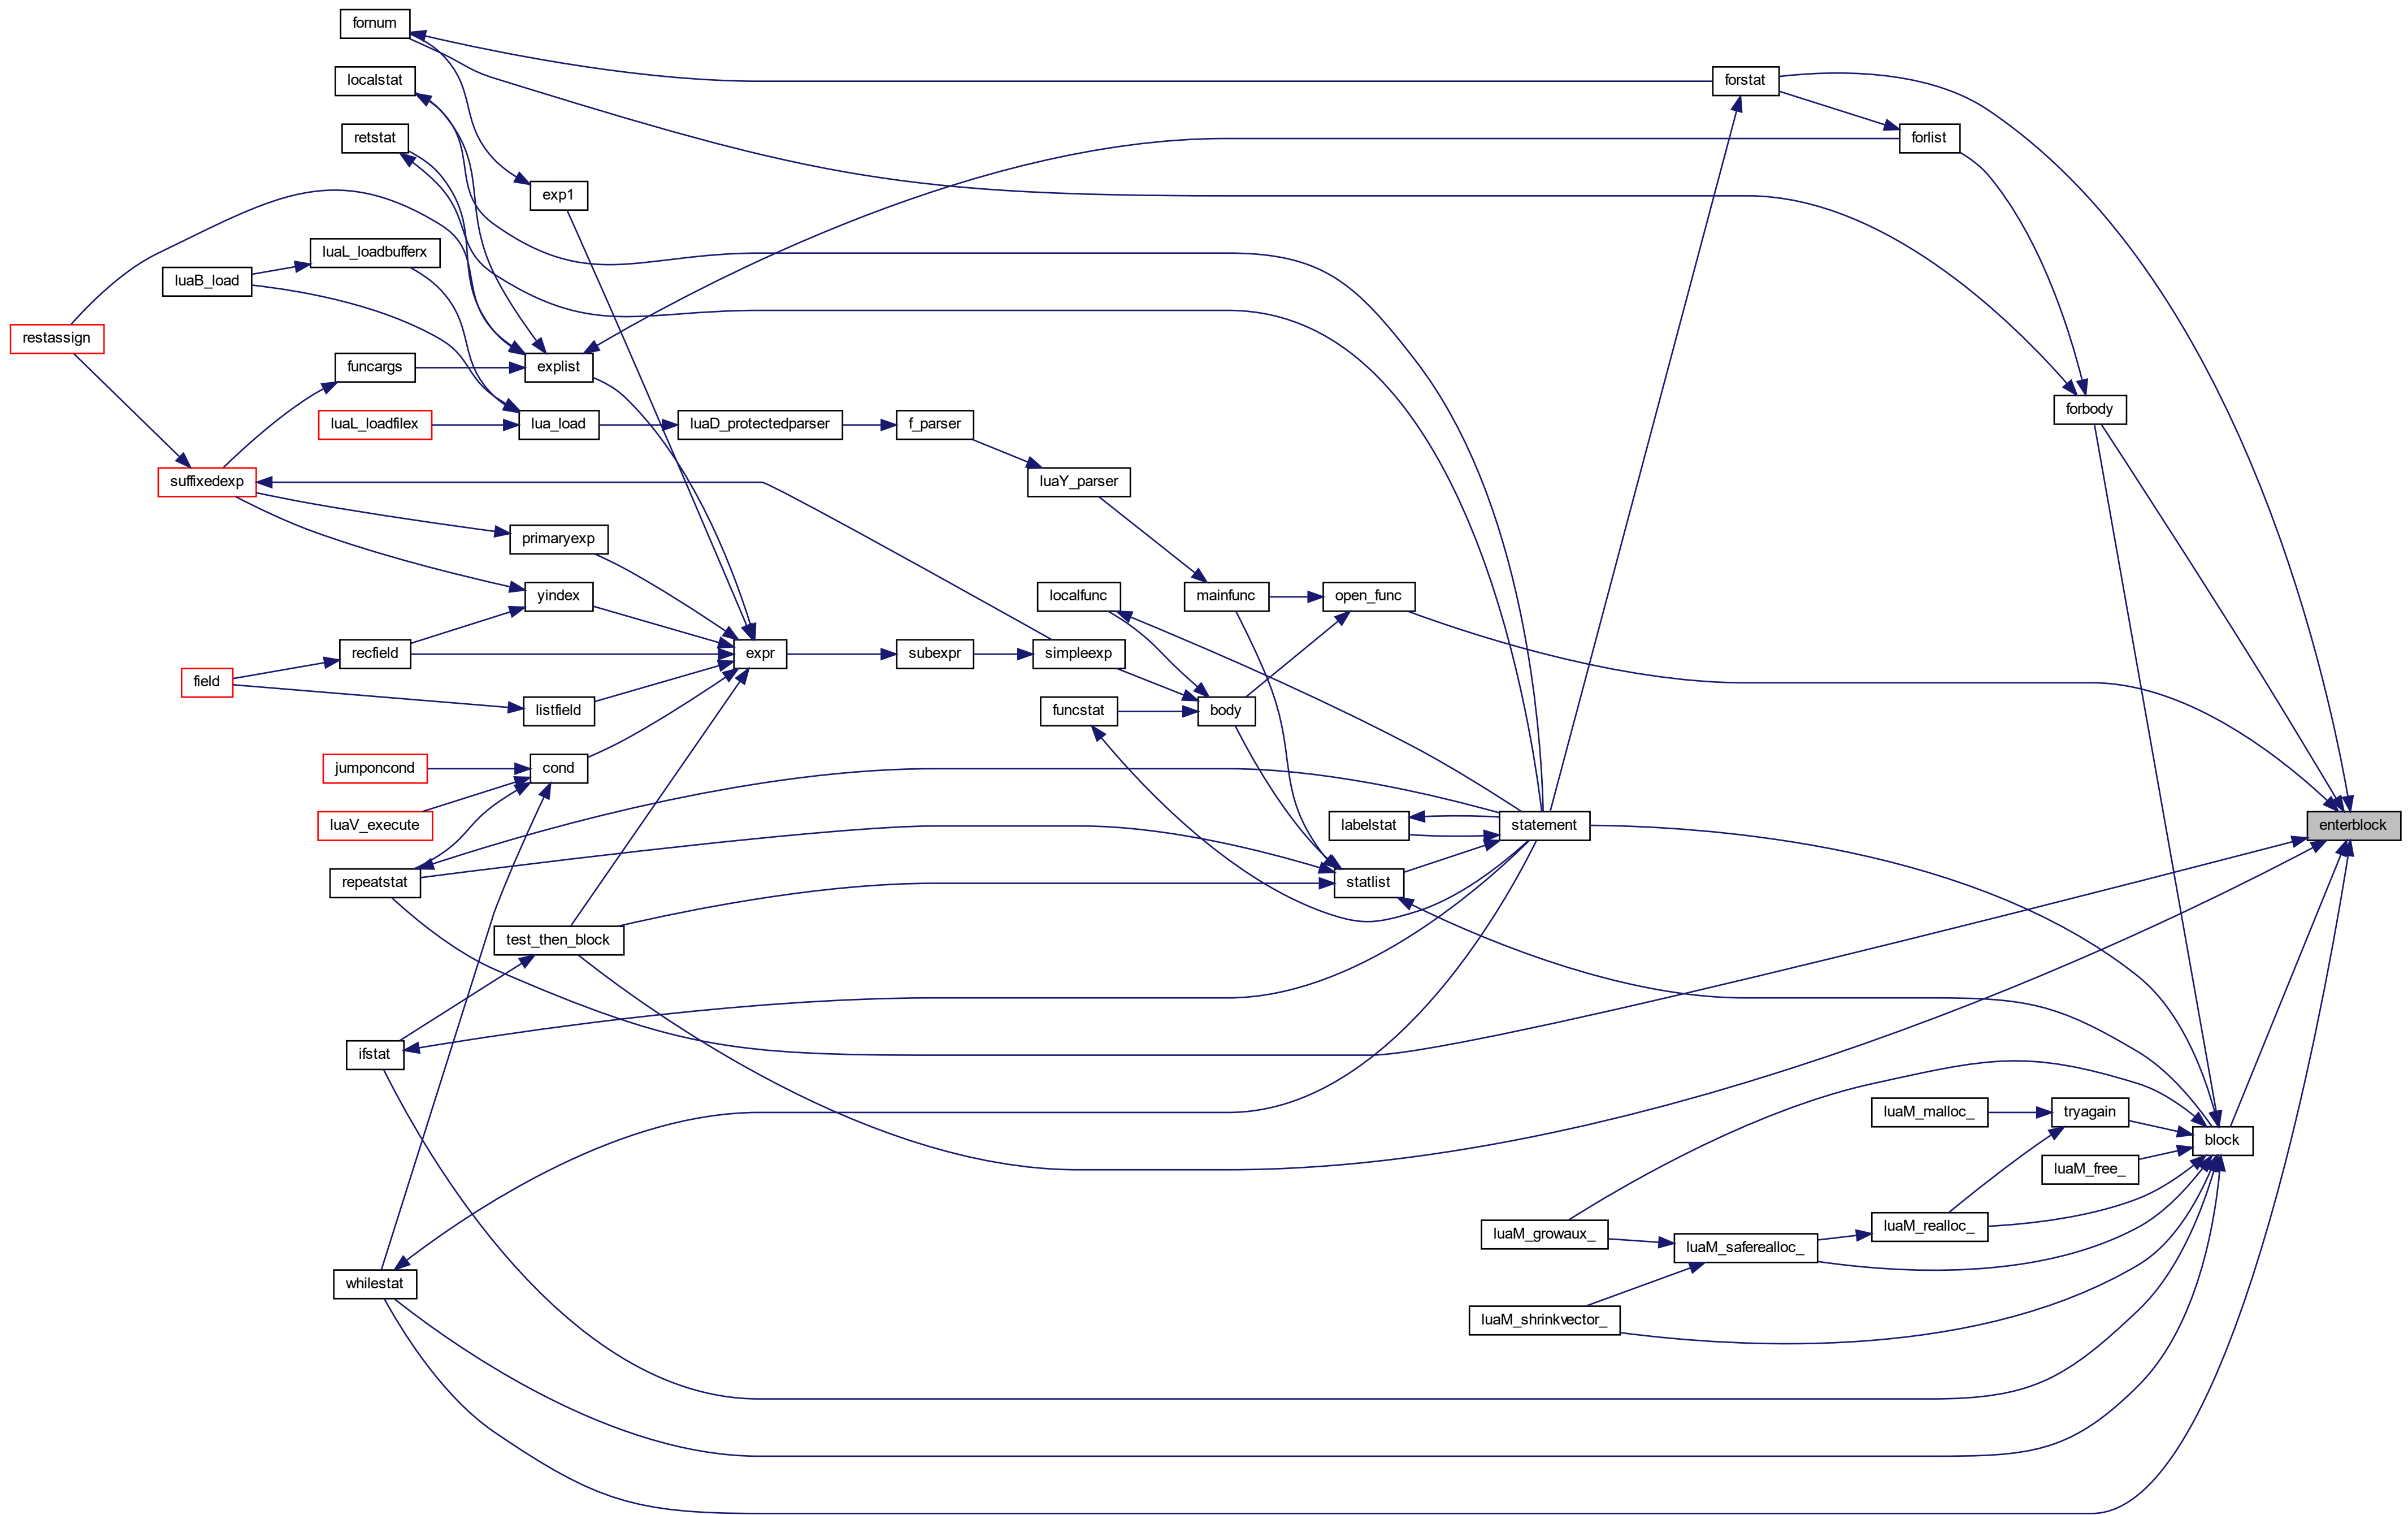 fornum
localstat
forstat
retstat
forlist
exp1
luaL_loadbufferx
luaB_load
restassign
funcargs
explist
forbody
luaL_loadfilex
lua_load
luaD_protectedparser
f_parser
suffixedexp
luaY_parser
primaryexp
yindex
localfunc
mainfunc
open_func
recfield
expr
subexpr
simpleexp
field
listfield
funcstat
body
jumponcond
cond
luaV_execute
labelstat
statement
enterblock
repeatstat
statlist
test_then_block
ifstat
luaM_malloc_
tryagain
block
luaM_free_
luaM_growaux_
luaM_saferealloc_
luaM_realloc_
whilestat
luaM_shrinkvector_